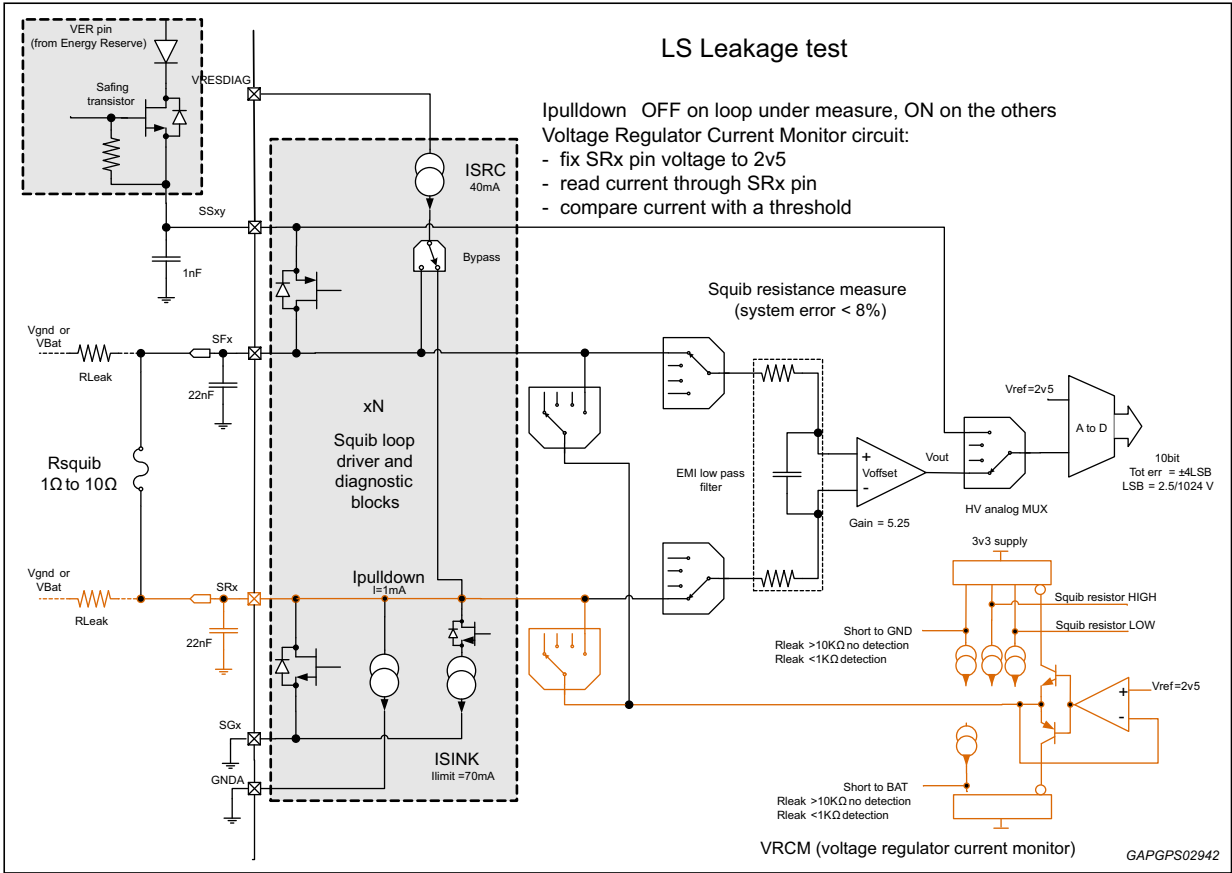 VER pin
(from Energy Reserve)
LS Leakage test
VRESDIAG
Safing
transistor
Ipulldown OFF on loop under measure, ON on the others
Voltage Regulator Current Monitor circuit:
- fix SRx pin voltage to 2v5
- read current through SRx pin
- compare current with a threshold
ISRC
40mA
SSxy
Bypass
1nF
Squib resistance measure
(system error < 8%)
Vgnd or
VBat
SFx
RLeak
22nF
xN
Squib loop
driver and
diagnostic
blocks
Vref=2v5
A to D
Rsquib
1Ω to 10Ω
EMI low pass
filter
+
-
Voffset
Vout
10bit
Tot err = ±4LSB
LSB = 2.5/1024 V
HV analog MUX
Gain = 5.25
3v3 supply
Vgnd or
VBat
SRx
Ipulldown
I=1mA
RLeak
22nF
Squib resistor HIGH
Squib resistor LOW
Short to GND
Rleak >10KΩ no detection
Rleak <1KΩ detection
+
-
Vref=2v5
SGx
ISINK
Ilimit =70mA
GNDA
Short to BAT
Rleak >10KΩ no detection
Rleak <1KΩ detection
VRCM (voltage regulator current monitor)
GAPGPS02942